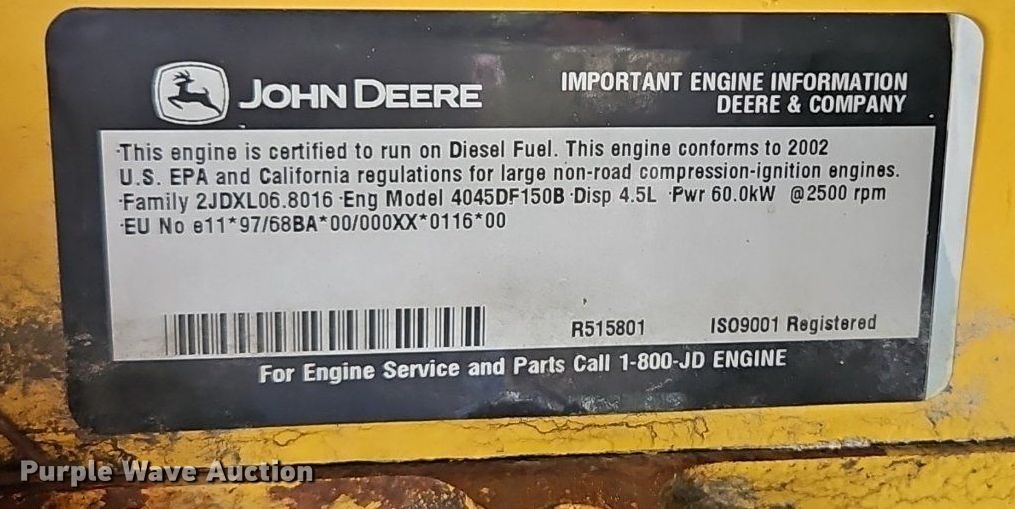 JOHN DEERE
IMPORTANT ENGINE INFORMATION
DEERE & COMPANY
·This engine is certified to run on Diesel Fuel. This engine conforms to 2002
U.S. EPA and California regulations for large non-road compression-ignition engines.
·Family 2JDXL06.8016 ·Eng Model 4045DF150B ·Disp 4.5L ·Pwr 60.0kW @2500 rpm
·EU No e11*97/68BA*00/000XX*0116*00
R515801 ISO9001 Registered
For Engine Service and Parts Call 1-800-JD ENGINE
Purple Wave Auction